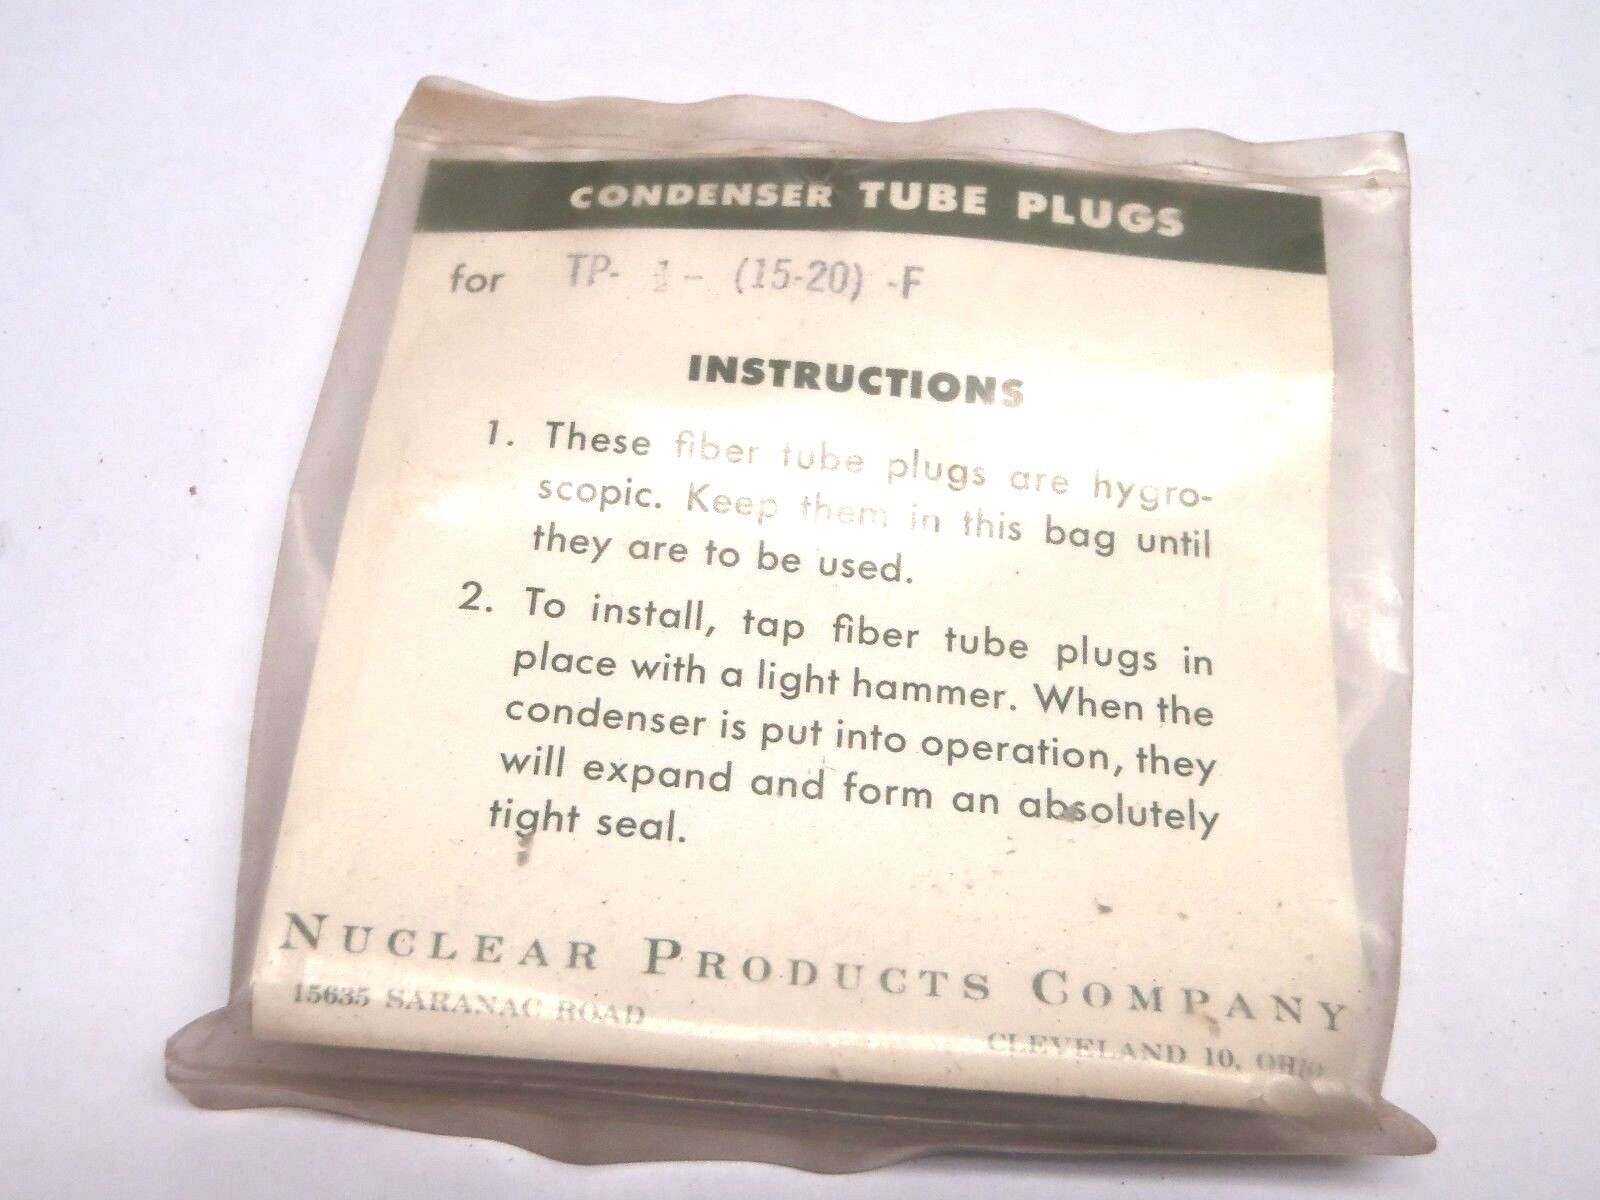 CONDENSER TUBE PLUGS
for TP- - (15-20) -F
INSTRUCTIONS
1. These fiber tube plugs are hygro-
scopic. Keep them in this bag until
they are to be used.
2. To install, tap fiber tube plugs in
place with a light hammer. When the
condenser is put into operation, they
will expand and form an absolutely
tight seal.
NUCLEAR PRODUCTS COMPANY
15635 SARANAC ROAD
CLEVELAND 10, OHIO